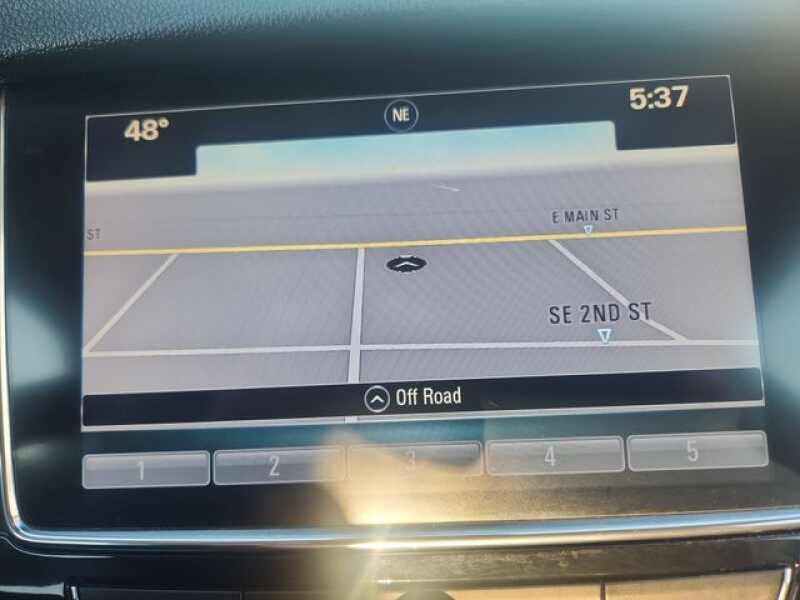 48° NE 5:37
E MAIN ST
ST
SE 2ND ST
Off Road
1 2 3 4 5